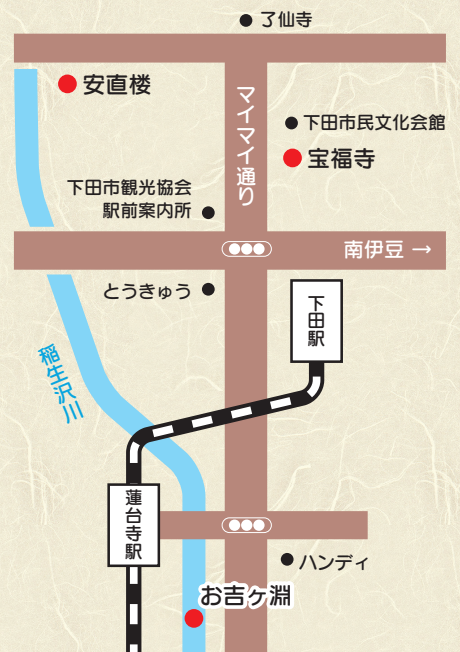 了仙寺
安直楼
マイマイ通り
下田市民文化会館
宝福寺
下田市観光協会
駅前案内所
南伊豆 →
とうきゅう
下田駅
稲生沢川
蓮台寺駅
ハンディ
お吉ヶ淵